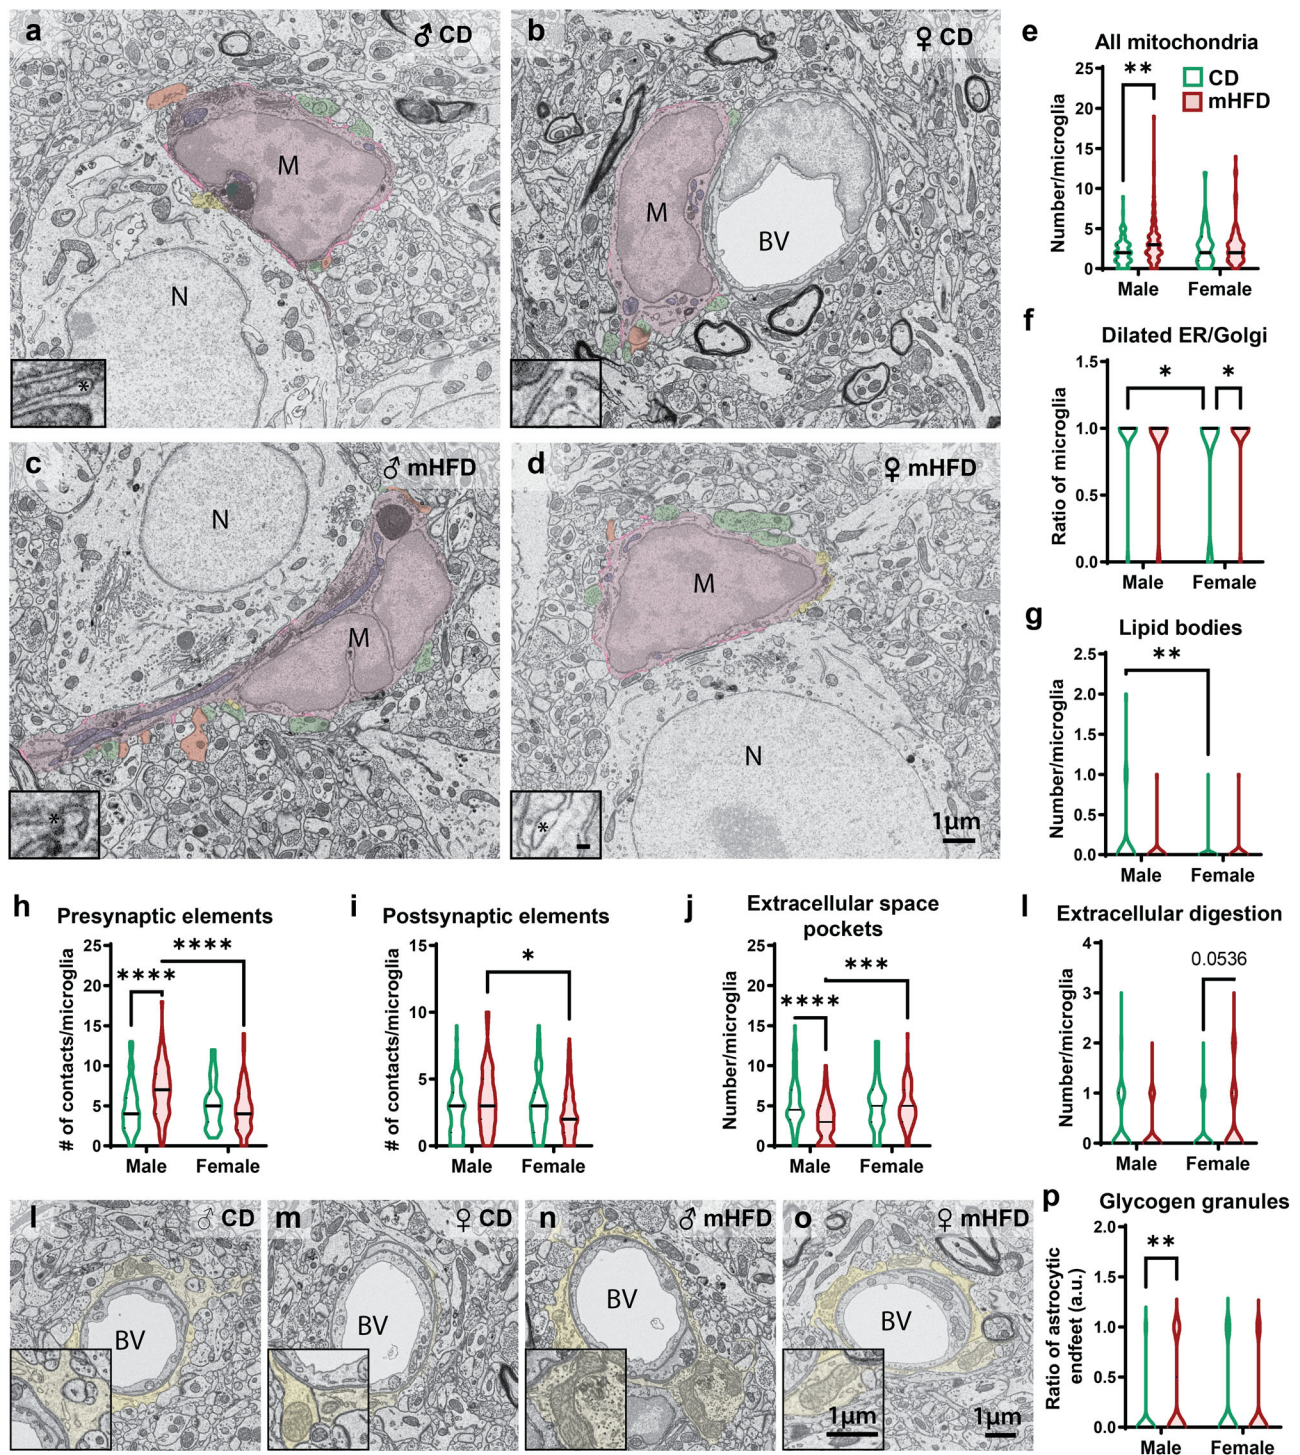 a
♂ CD
M
N
*
b
♀ CD
M
BV
c
♂ mHFD
N
M
*
d
♀ mHFD
M
N
*
1µm
e
All mitochondria
Number/microglia
25
20
15
10
5
0
**
CD
mHFD
Male Female
f
Dilated ER/Golgi
Ratio of microglia
1.5
1.0
0.5
0.0
* *
Male Female
g
Lipid bodies
Number/microglia
2.5
2.0
1.5
1.0
0.5
0.0
**
Male Female
h
Presynaptic elements
# of contacts/microglia
25
20
15
10
5
0
****
****
Male Female
i
Postsynaptic elements
# of contacts/microglia
15
10
5
0
*
Male Female
j
Extracellular space
pockets
Number/microglia
25
20
15
10
5
0
***
****
Male Female
l
Extracellular digestion
Number/microglia
4
3
2
1
0
0.0536
Male Female
l
♂ CD
BV
m
♀ CD
BV
n
♂ mHFD
BV
o
♀ mHFD
BV
1µm
1µm
p
Glycogen granules
Ratio of astrocytic
endfeet (a.u.)
2.0
1.5
1.0
0.5
0.0
**
Male Female